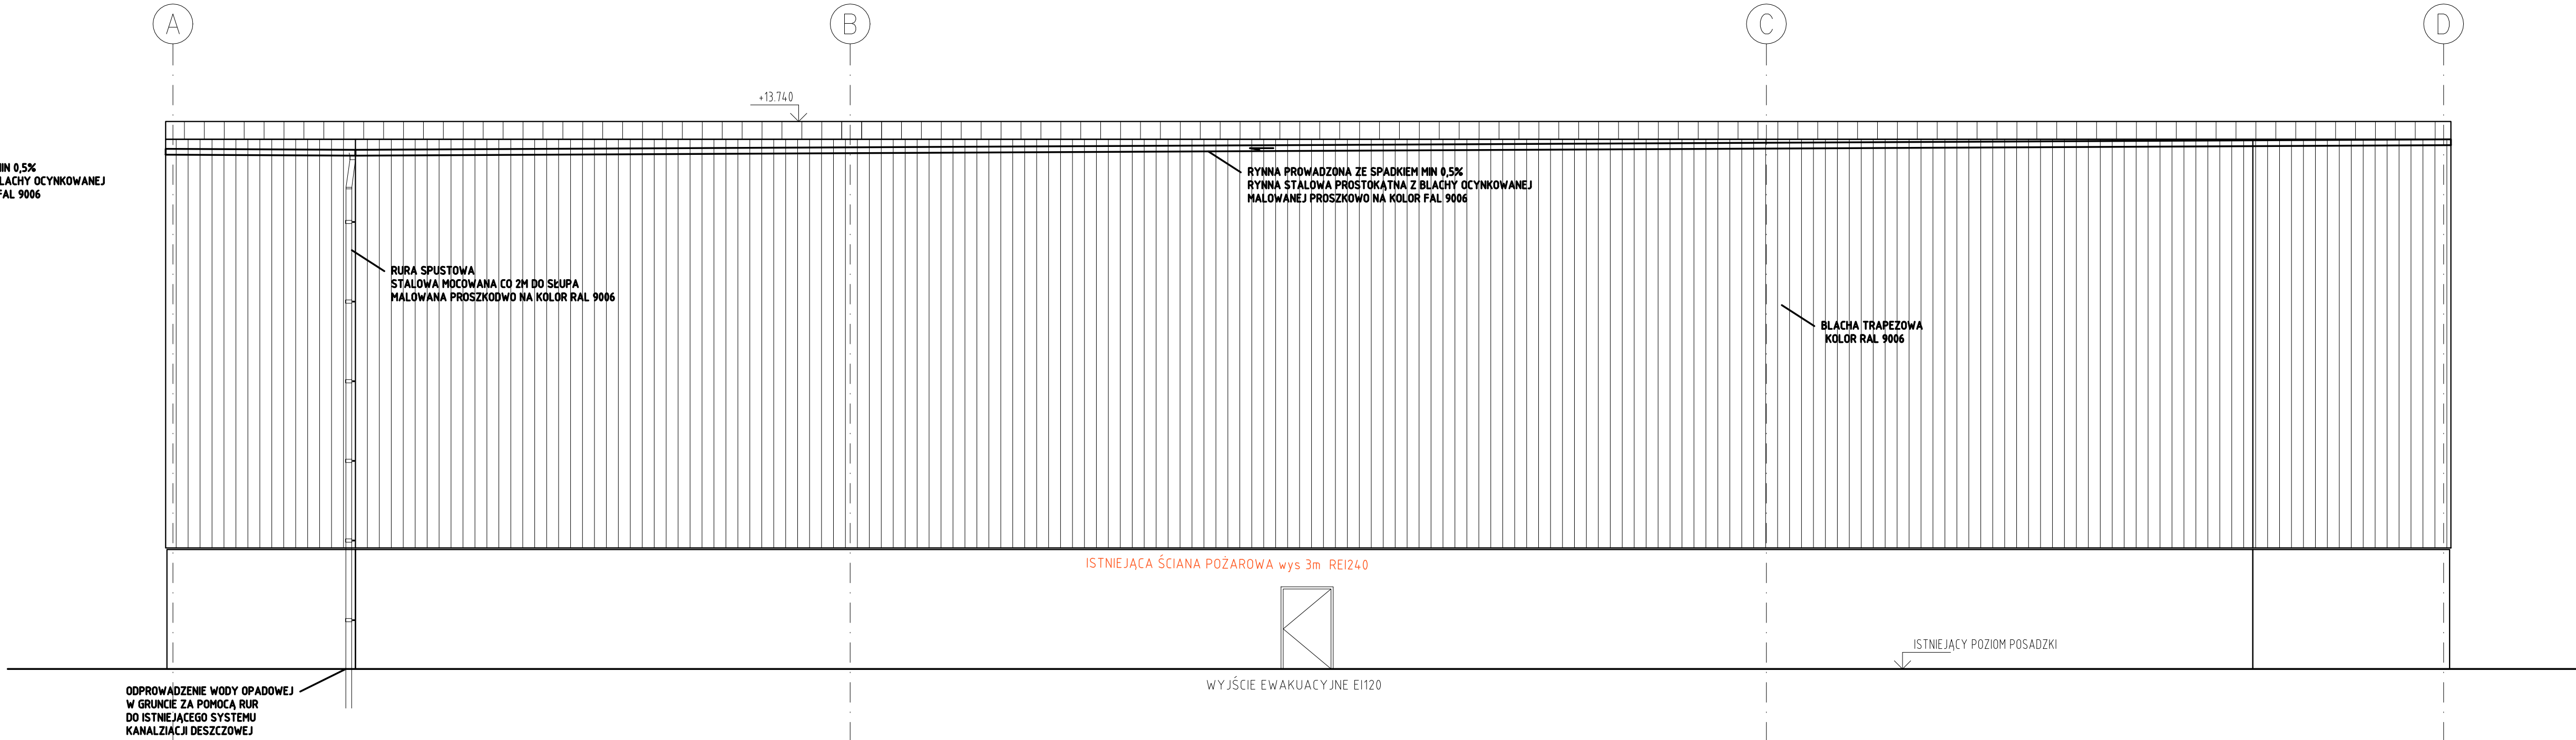 A
B
C
D
+13.740
IN 0,5%
LACHY OCYNKOWANEJ
FAL 9006
RYNNA PROWADZONA ZE SPADKIEM MIN 0,5%
RYNNA STALOWA PROSTOKĄTNA Z BLACHY OCYNKOWANEJ
MALOWANEJ PROSZKOWO NA KOLOR FAL 9006
RURA SPUSTOWA
STALOWA MOCOWANA CO 2M DO SŁUPA
MALOWANA PROSZKODWO NA KOLOR RAL 9006
BLACHA TRAPEZOWA
KOLOR RAL 9006
ISTNIEJĄCA ŚCIANA POŻAROWA wys 3m REI240
ISTNIEJĄCY POZIOM POSADZKI
WYJŚCIE EWAKUACYJNE EI120
ODPROWADZENIE WODY OPADOWEJ
W GRUNCIE ZA POMOCĄ RUR
DO ISTNIEJĄCEGO SYSTEMU
KANALZIACJI DESZCZOWEJ